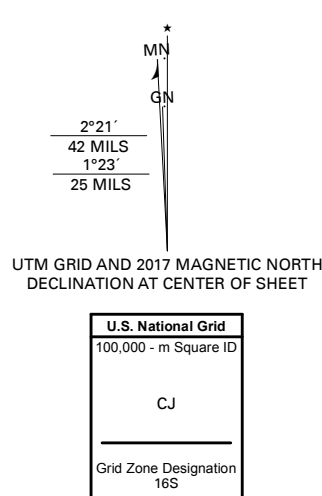 MN
GN
2°21´
42 MILS
1°23´
25 MILS
UTM GRID AND 2017 MAGNETIC NORTH
DECLINATION AT CENTER OF SHEET
U.S. National Grid
100,000 - m Square ID
CJ
Grid Zone Designation
16S